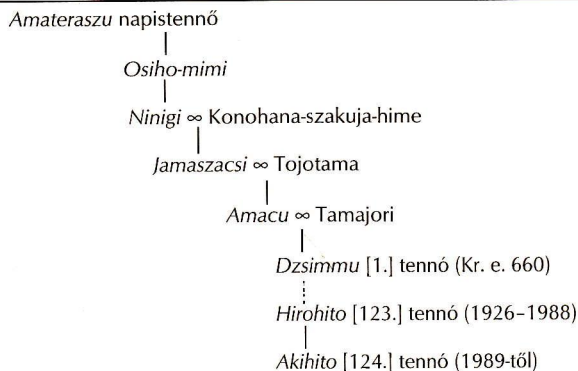 Amateraszu napistennő
Osiho-mimi
Ninigi ∞ Konohana-szakuja-hime
Jamaszacsi ∞ Tojotama
Amacu ∞ Tamajori
Dzsimmu [1.] tennó (Kr. e. 660)
Hirohito [123.] tennó (1926–1988)
Akihito [124.] tennó (1989-től)